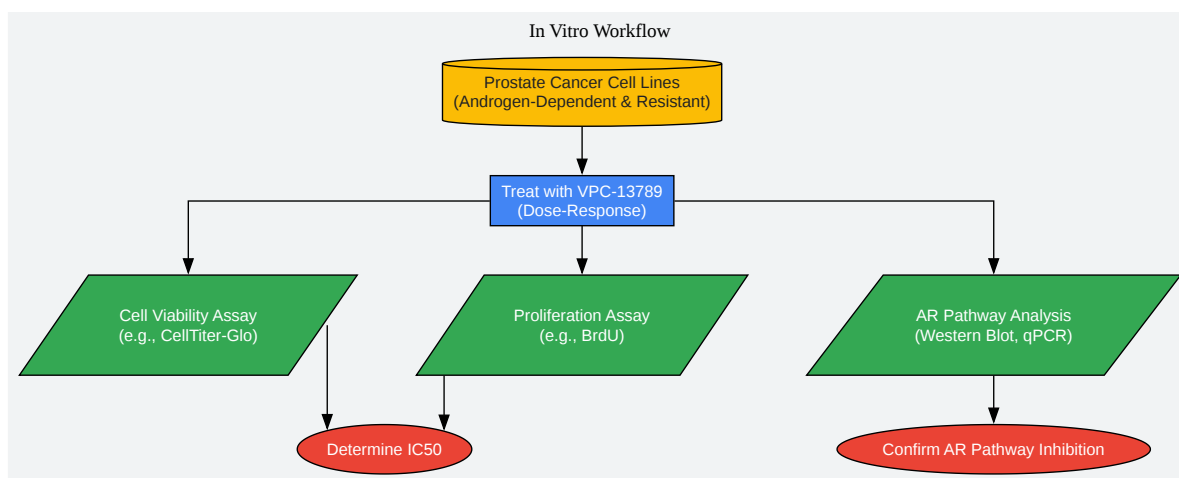 In Vitro Workflow
Prostate Cancer Cell Lines
(Androgen-Dependent & Resistant)
Treat with VPC-13789
(Dose-Response)
Cell Viability Assay
(e.g., CellTiter-Glo)
Proliferation Assay
(e.g., BrdU)
AR Pathway Analysis
(Western Blot, qPCR)
Determine IC50
Confirm AR Pathway Inhibition